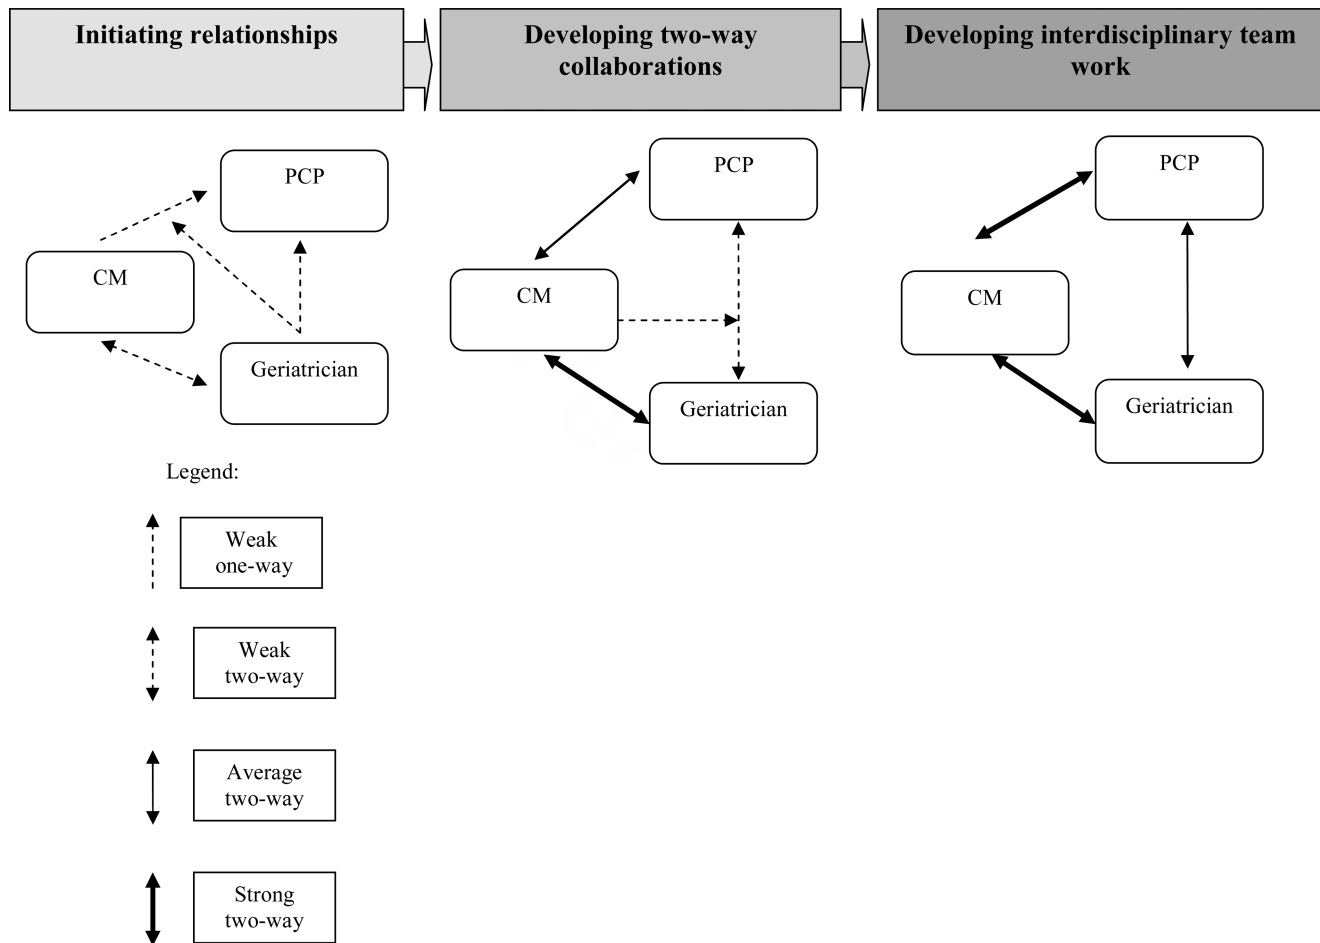 Initiating relationships
Developing two-way
collaborations
Developing interdisciplinary team
work
PCP
CM
Geriatrician
PCP
CM
Geriatrician
PCP
CM
Geriatrician
Legend:
Weak
one-way
Weak
two-way
Average
two-way
Strong
two-way